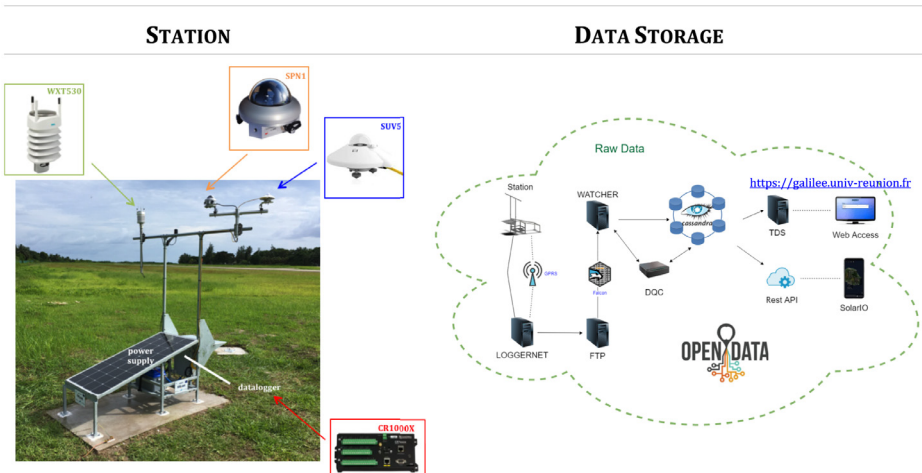 STATION
DATA STORAGE
WXT530
SPN1
SUV5
power
supply
datalogger
CR1000X
Raw Data
https://galilee.univ-reunion.fr
Station
WATCHER
cassandra
TDS
Web Access
GPRS
Falcon
DQC
Rest API
SolarIO
LOGGERNET
FTP
OPEN DATA